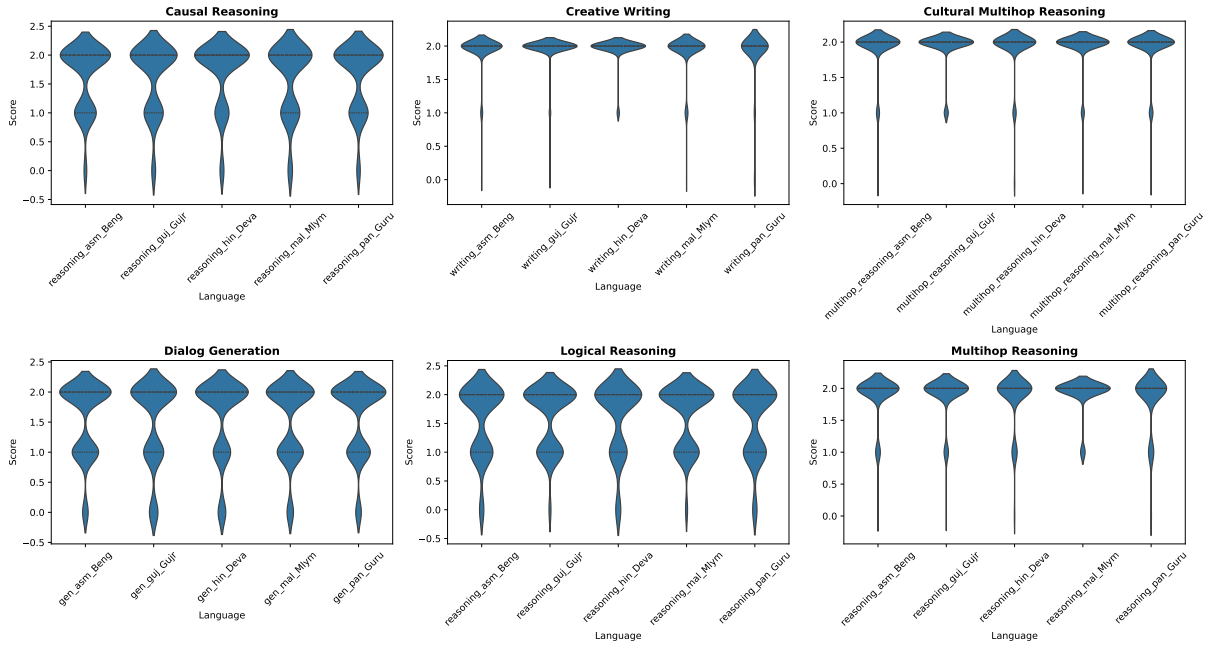 Causal Reasoning
Score
2.5
2.0
1.5
1.0
0.5
0.0
−0.5
reasoning_asm_Beng
reasoning_guj_Gujr
reasoning_hin_Deva
reasoning_mal_Mlym
reasoning_pan_Guru
Language
Creative Writing
Score
2.0
1.5
1.0
0.5
0.0
writing_asm_Beng
writing_guj_Gujr
writing_hin_Deva
writing_mal_Mlym
writing_pan_Guru
Language
Cultural Multihop Reasoning
Score
2.0
1.5
1.0
0.5
0.0
multihop_reasoning_asm_Beng
multihop_reasoning_guj_Gujr
multihop_reasoning_hin_Deva
multihop_reasoning_mal_Mlym
multihop_reasoning_pan_Guru
Language
Dialog Generation
Score
2.5
2.0
1.5
1.0
0.5
0.0
−0.5
gen_asm_Beng
gen_guj_Gujr
gen_hin_Deva
gen_mal_Mlym
gen_pan_Guru
Language
Logical Reasoning
Score
2.5
2.0
1.5
1.0
0.5
0.0
−0.5
reasoning_asm_Beng
reasoning_guj_Gujr
reasoning_hin_Deva
reasoning_mal_Mlym
reasoning_pan_Guru
Language
Multihop Reasoning
Score
2.0
1.5
1.0
0.5
0.0
reasoning_asm_Beng
reasoning_guj_Gujr
reasoning_hin_Deva
reasoning_mal_Mlym
reasoning_pan_Guru
Language